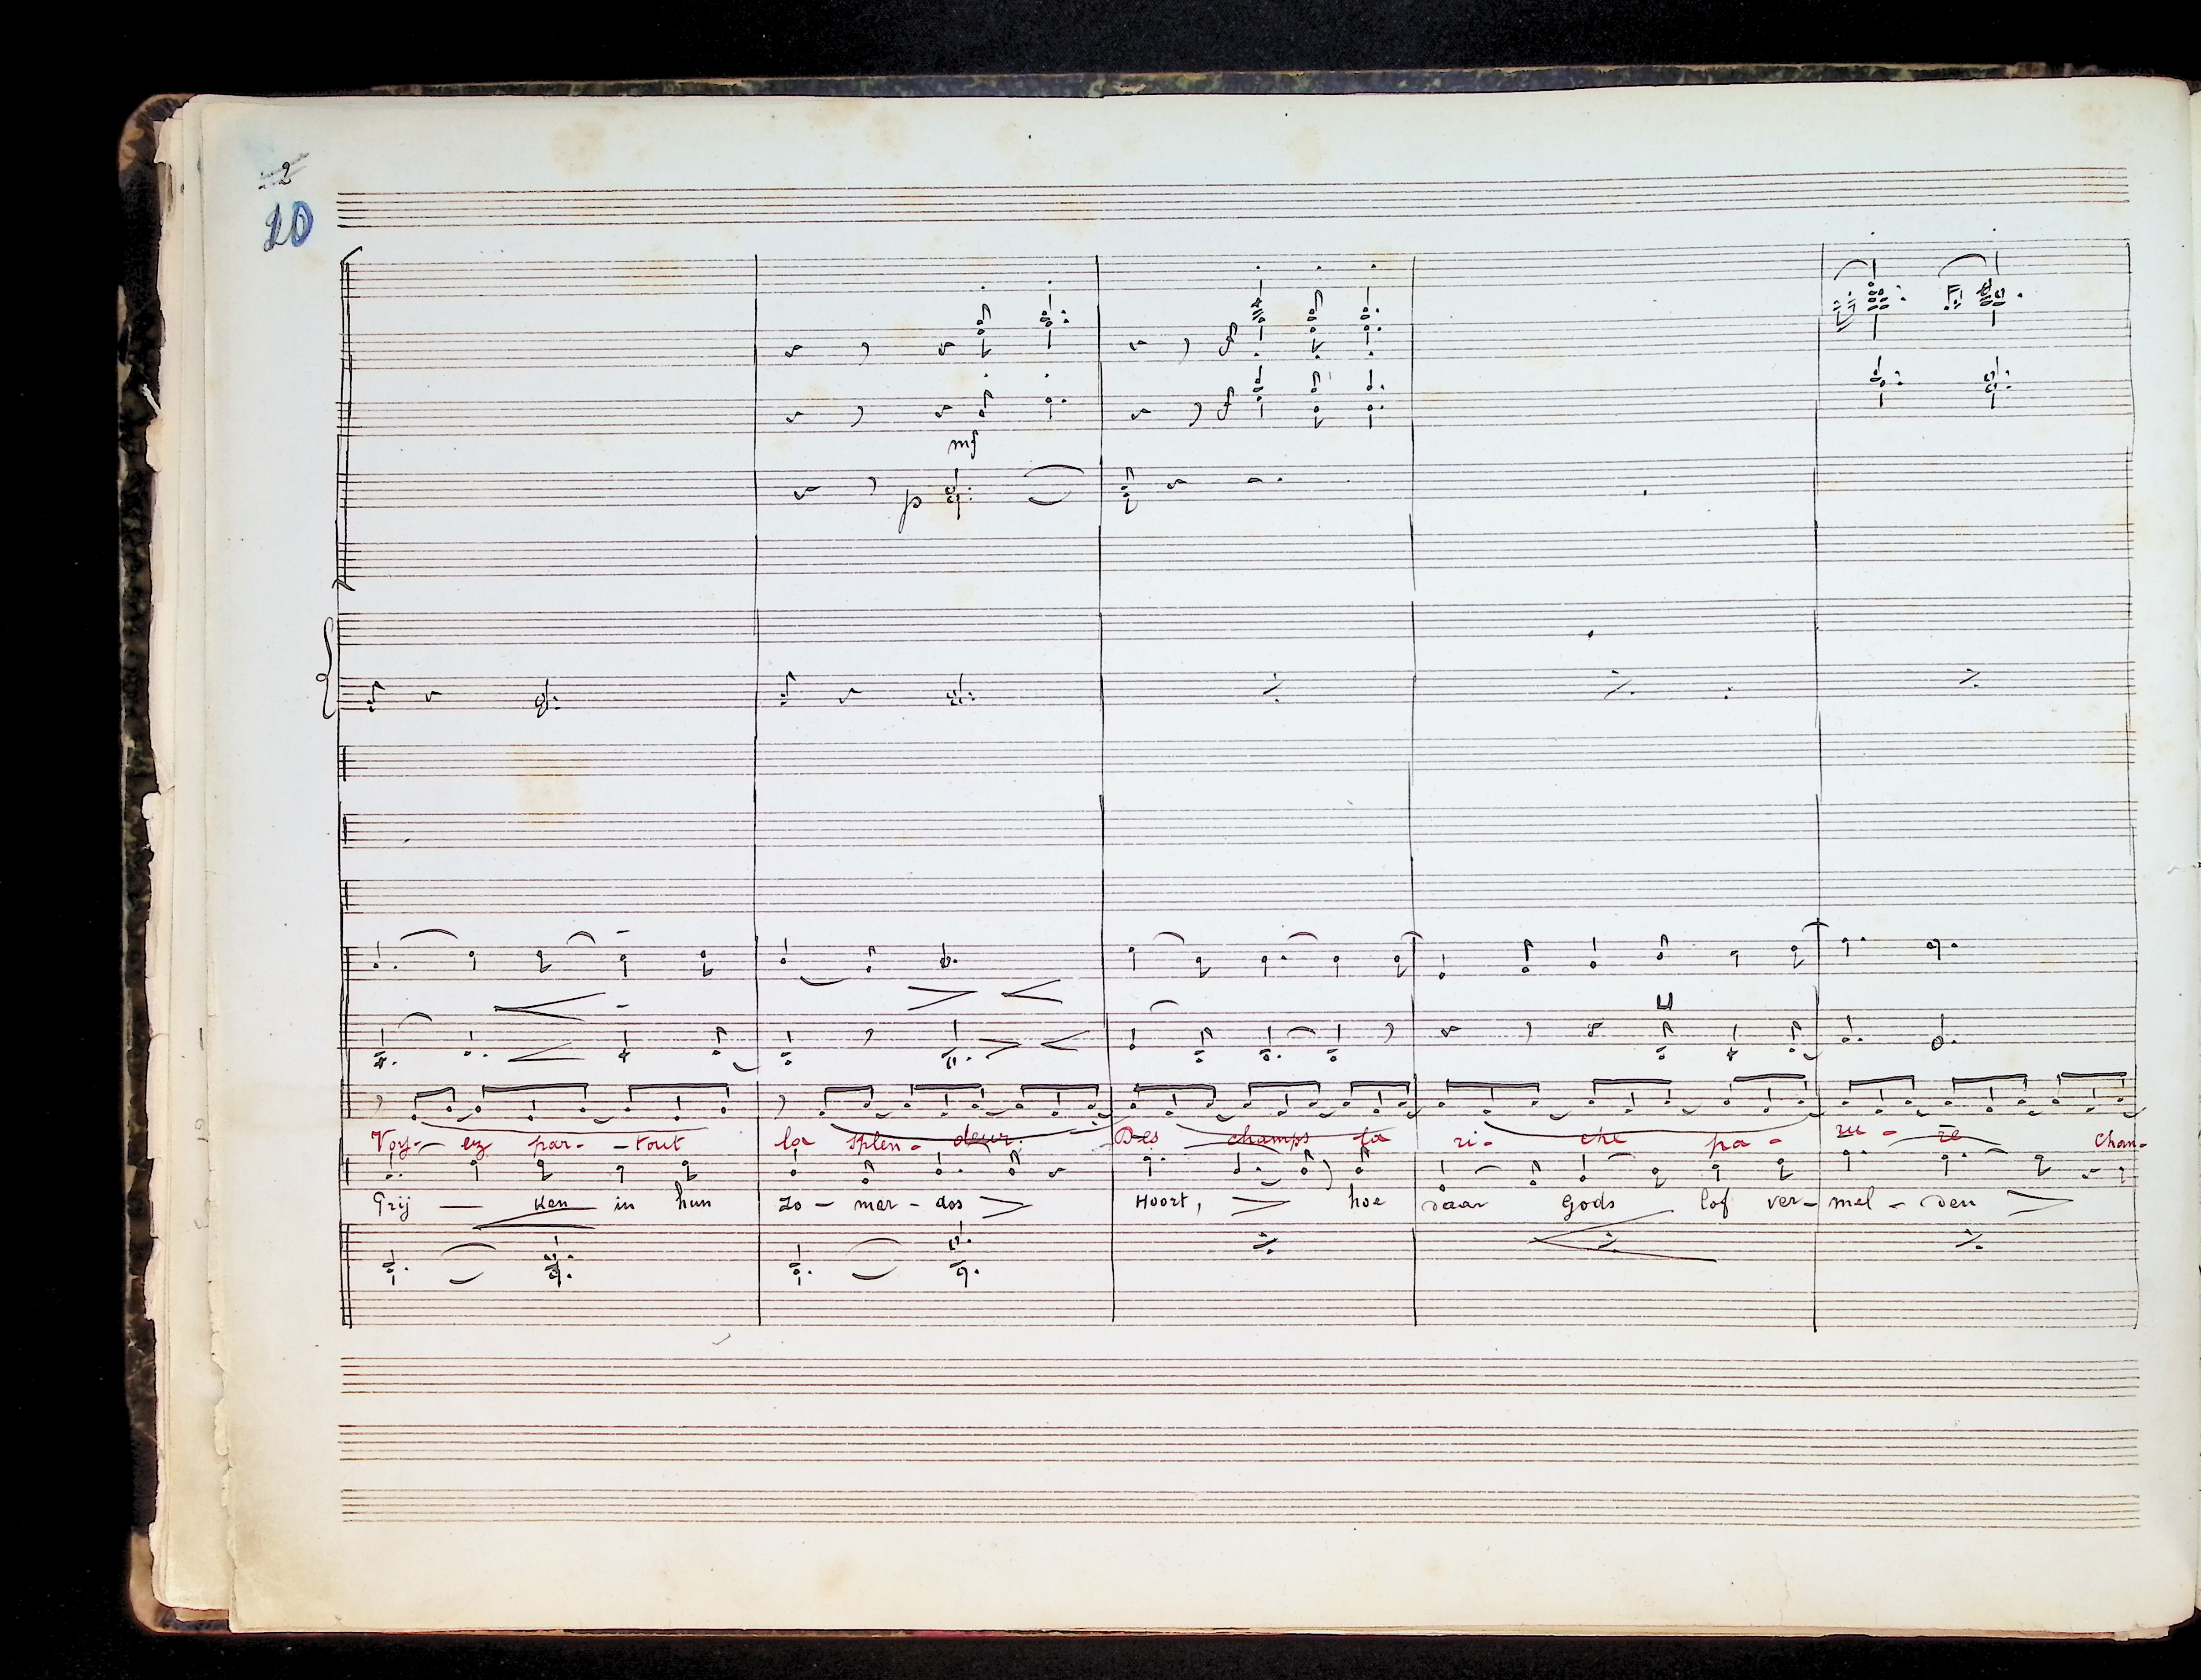 2
20
mf
p
Voy- ez par- -tout la splen- deur. Des champs la ri- che pa- ru- re Chan-
Grij — ken in hun zo - mer - dos Hoort, hoe daar Gods lof ver- mel - den